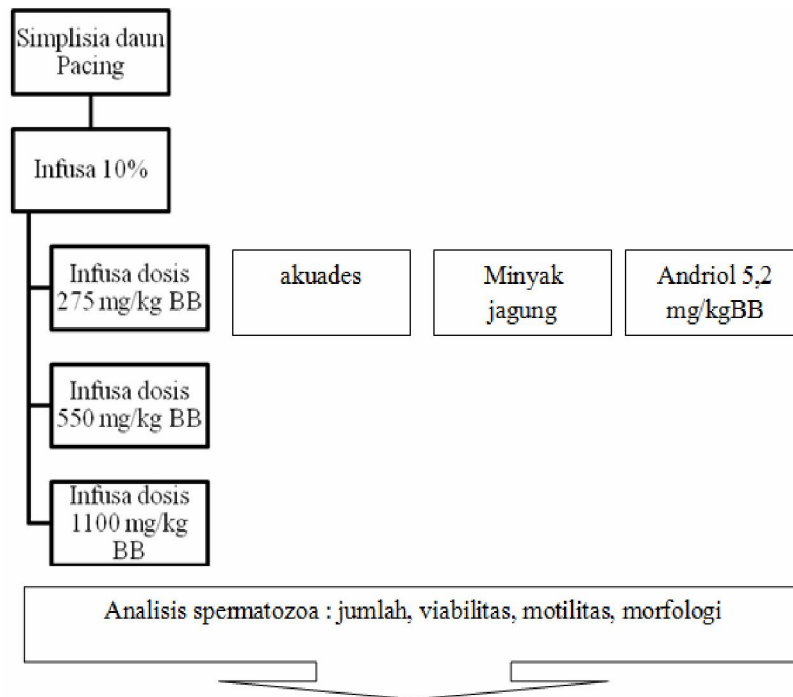 Simplisia daun
Pacing
Infusa 10%
Infusa dosis
275 mg/kg BB
akuades
Minyak
jagung
Andriol 5,2
mg/kgBB
Infusa dosis
550 mg/kg BB
Infusa dosis
1100 mg/kg
BB
Analisis spermatozoa : jumlah, viabilitas, motilitas, morfologi